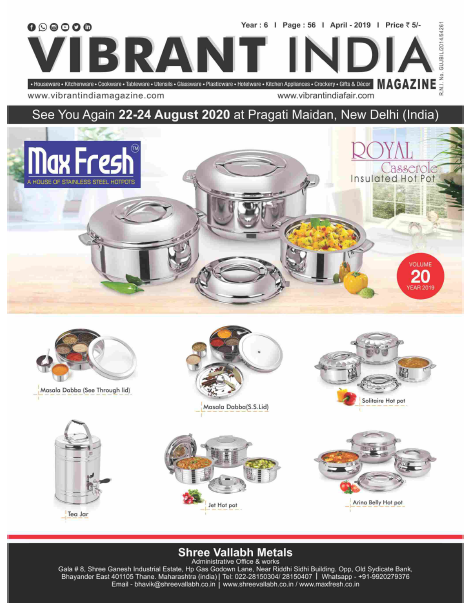 Year : 6 I Page : 56 I April - 2019 I Price ₹ 5/-
VIBRANT INDIA
R.N.I. No. GUJBIL/2014/64261
• Houseware • Kitchenware • Cookware • Tableware • Utensils • Glassware • Plasticware • Hotelware • Kitchen Appliances • Crockery • Gifts & Décor
MAGAZINE
www.vibrantindiamagazine.com
www.vibrantindiafair.com
See You Again 22-24 August 2020 at Pragati Maidan, New Delhi (India)
Max Fresh TM
A HOUSE OF STAINLESS STEEL HOTPOTS
ROYAL
Casserole
Insulated Hot Pot
VOLUME
20
YEAR 2019
Masala Dabba (See Through lid)
Masala Dabba(S.S.Lid)
Solitaire Hot pot
Tea Jar
Jet Hot pot
Arina Belly Hot pot
Shree Vallabh Metals
Administrative Office & works
Gala # 8, Shree Ganesh Industrial Estate, Hp Gas Godown Lane, Near Riddhi Sidhi Building. Opp, Old Sydicate Bank,
Bhayander East 401105 Thane. Maharashtra (india) | Tel: 022-28150304/ 28150407 | Whatsapp - +91-9920279376
Email - bhavik@shreevallabh.co.in | www.shreevallabh.co.in / www.maxfresh.co.in